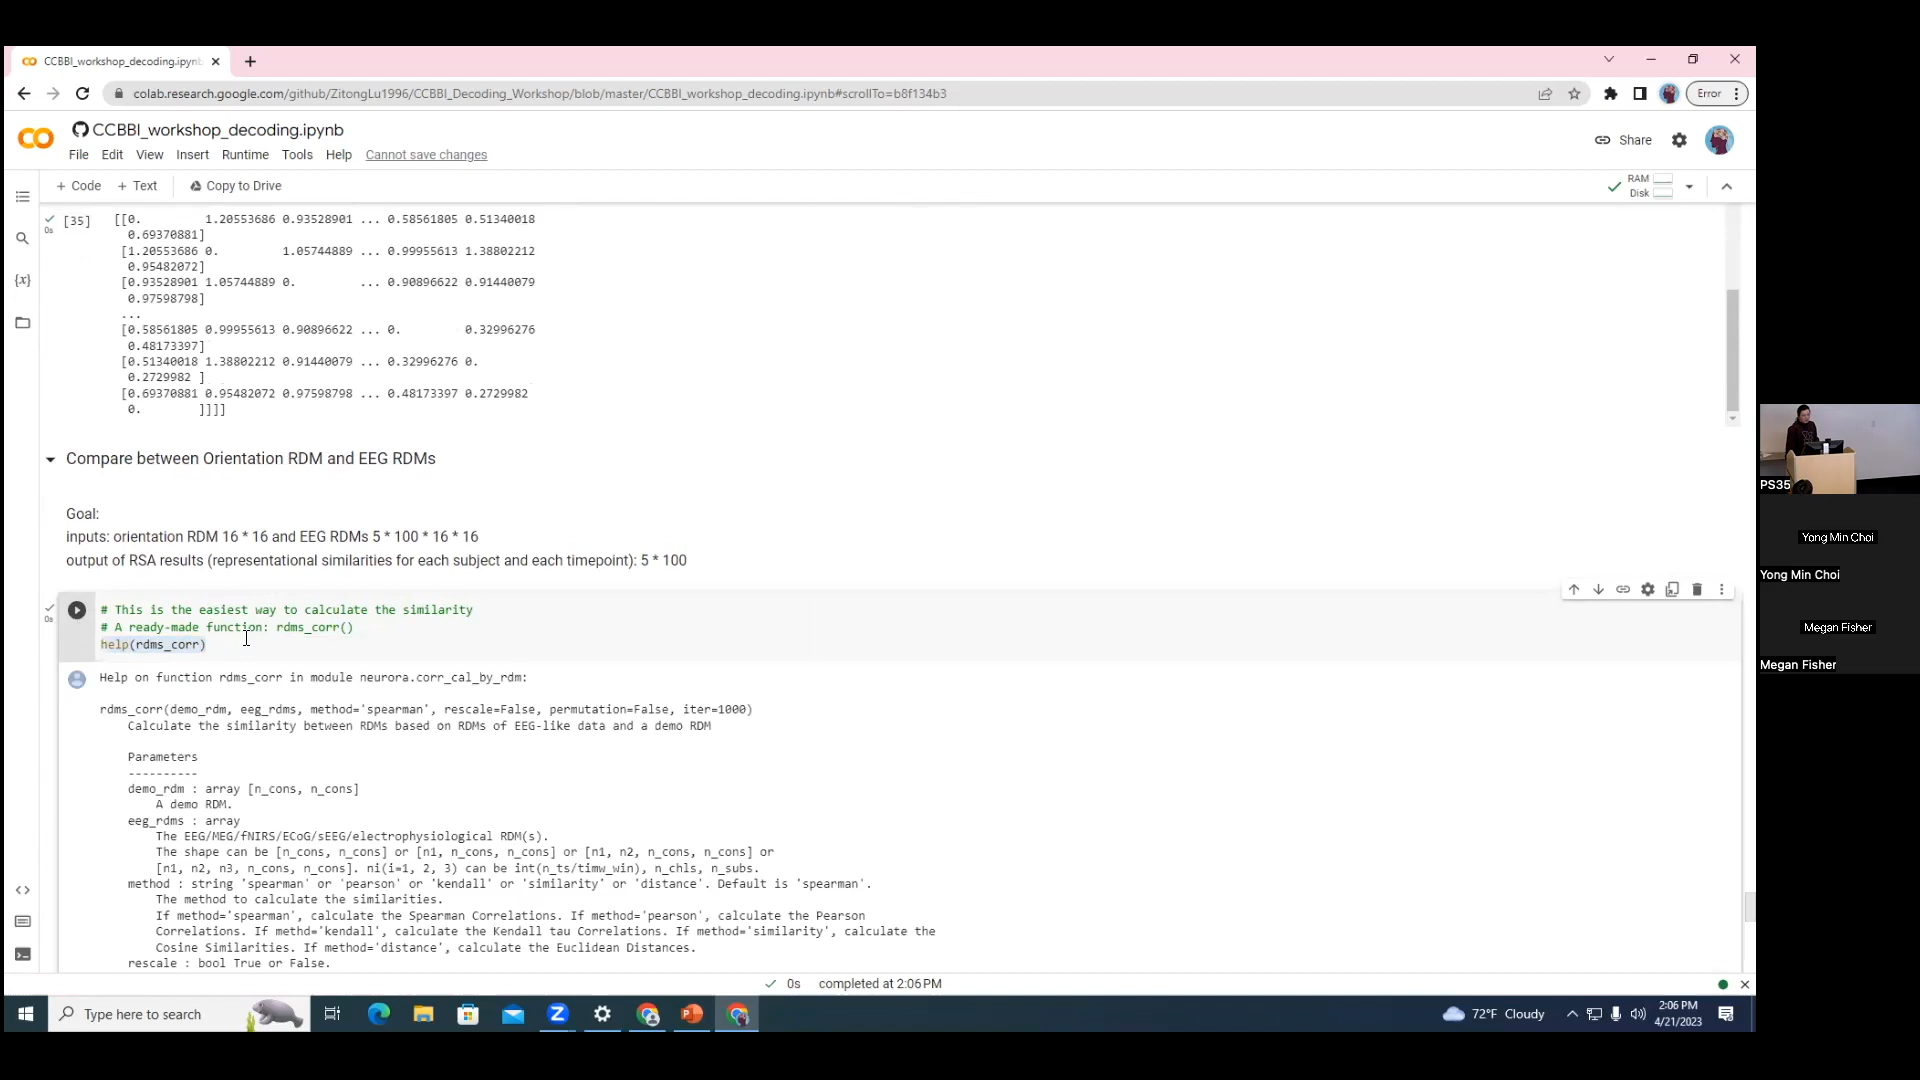 CCBBI_workshop_decoding.ipynb
colab.research.google.com/github/ZitongLu1996/CCBBI_Decoding_Workshop/blob/master/CCBBI_workshop_decoding.ipynb#scrollTo=b8f134b3
Error
CCBBI_workshop_decoding.ipynb
File Edit View Insert Runtime Tools Help Cannot save changes
Share
+ Code + Text Copy to Drive
RAM
Disk
[35] [[0. 1.20553686 0.93528901 ... 0.58561805 0.51340018
0.69370881]
[1.20553686 0. 1.05744889 ... 0.99955613 1.38802212
0.95482072]
[0.93528901 1.05744889 0. ... 0.90896622 0.91440079
0.97598798]
...
[0.58561805 0.99955613 0.90896622 ... 0. 0.32996276
0.48173397]
[0.51340018 1.38802212 0.91440079 ... 0.32996276 0.
0.2729982 ]
[0.69370881 0.95482072 0.97598798 ... 0.48173397 0.2729982
0. ]]]]
0s
{x}
Compare between Orientation RDM and EEG RDMs
Goal:
inputs: orientation RDM 16 * 16 and EEG RDMs 5 * 100 * 16 * 16
output of RSA results (representational similarities for each subject and each timepoint): 5 * 100
# This is the easiest way to calculate the similarity
0s
# A ready-made function: rdms_corr()
help(rdms_corr)
Help on function rdms_corr in module neurora.corr_cal_by_rdm:
rdms_corr(demo_rdm, eeg_rdms, method='spearman', rescale=False, permutation=False, iter=1000)
Calculate the similarity between RDMs based on RDMs of EEG-like data and a demo RDM
Parameters
----------
demo_rdm : array [n_cons, n_cons]
A demo RDM.
eeg_rdms : array
The EEG/MEG/fNIRS/ECoG/sEEG/electrophysiological RDM(s).
The shape can be [n_cons, n_cons] or [n1, n_cons, n_cons] or [n1, n2, n_cons, n_cons] or
[n1, n2, n3, n_cons, n_cons]. ni(i=1, 2, 3) can be int(n_ts/timw_win), n_chls, n_subs.
method : string 'spearman' or 'pearson' or 'kendall' or 'similarity' or 'distance'. Default is 'spearman'.
The method to calculate the similarities.
If method='spearman', calculate the Spearman Correlations. If method='pearson', calculate the Pearson
Correlations. If methd='kendall', calculate the Kendall tau Correlations. If method='similarity', calculate the
Cosine Similarities. If method='distance', calculate the Euclidean Distances.
rescale : bool True or False.
0s completed at 2:06 PM
Type here to search
72°F Cloudy
2:06 PM
4/21/2023
PS35
Yong Min Choi
Yong Min Choi
Megan Fisher
Megan Fisher